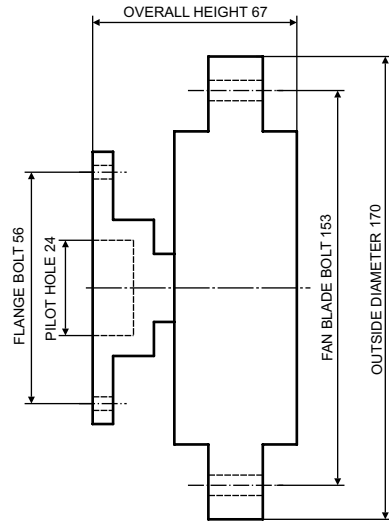 OVERALL HEIGHT 67
FLANGE BOLT 56
PILOT HOLE 24
FAN BLADE BOLT 153
OUTSIDE DIAMETER 170